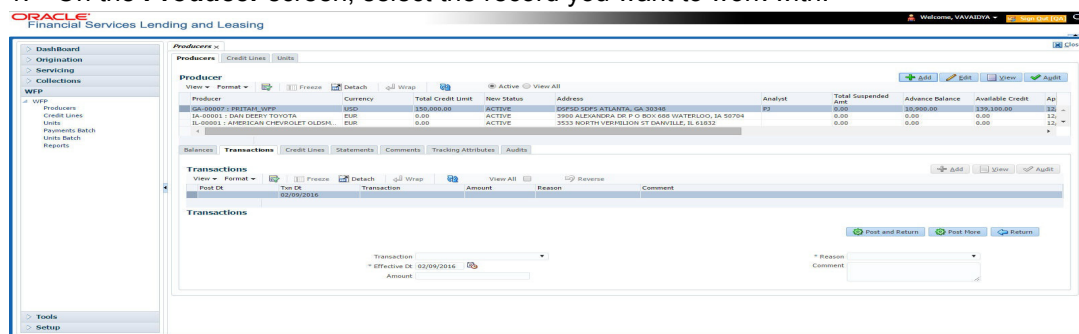 ORACLE
Financial Services Lending and Leasing
Welcome, VAVAIDYA
Sign Out
DashBoard
Origination
Servicing
Collections
WFP
WFP
Producers
Credit Lines
Units
Payments Batch
Units Batch
Reports
Tools
Setup
Producers x
Close
Producers Credit Lines Units
Producer
Add Edit View Audit
View Format Freeze Detach Wrap Active View All
Producer Currency Total Credit Limit New Status Address Analyst Total Suspended Amt Advance Balance Available Credit Ap
GA-00007 : PRITAM_WFP USD 150,000.00 ACTIVE DSFSD SDFS ATLANTA, GA 30348 PJ 0.00 10,900.00 139,100.00 12,
IA-00001 : DAN DEERY TOYOTA EUR 0.00 ACTIVE 3900 ALEXANDRA DR P O BOX 688 WATERLOO, IA 50704 0.00 0.00 0.00 12,
IL-00001 : AMERICAN CHEVROLET OLDSM... EUR 0.00 ACTIVE 3533 NORTH VERMILION ST DANVILLE, IL 61832 0.00 0.00 0.00 12,
Balances Transactions Credit Lines Statements Comments Tracking Attributes Audits
Transactions
Add View Audit
View Format Freeze Detach Wrap View All Reverse
Post Dt Txn Dt Transaction Amount Reason Comment
02/09/2016
Transactions
Post and Return Post More Return
Transaction
* Reason
* Effective Dt 02/09/2016
Comment
Amount